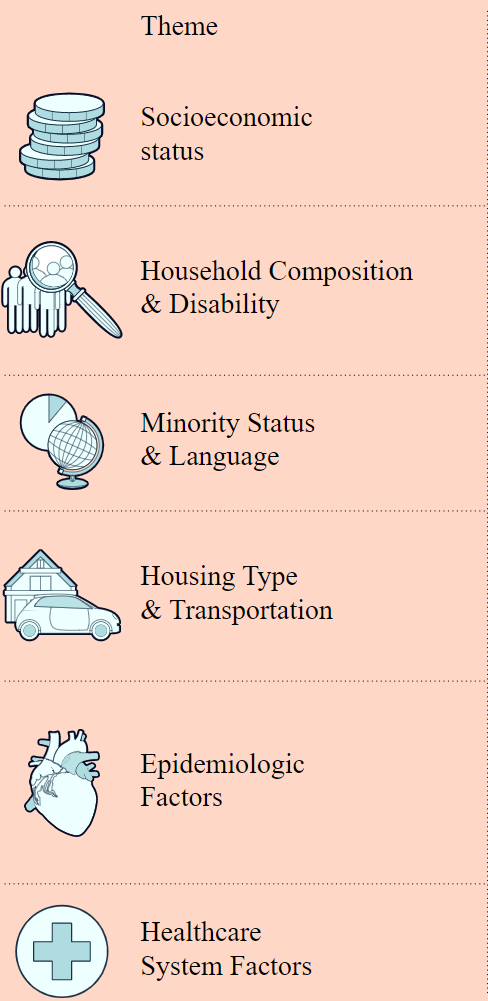 Theme
Socioeconomic
status
Household Composition
& Disability
Minority Status
& Language
Housing Type
& Transportation
Epidemiologic
Factors
Healthcare
System Factors